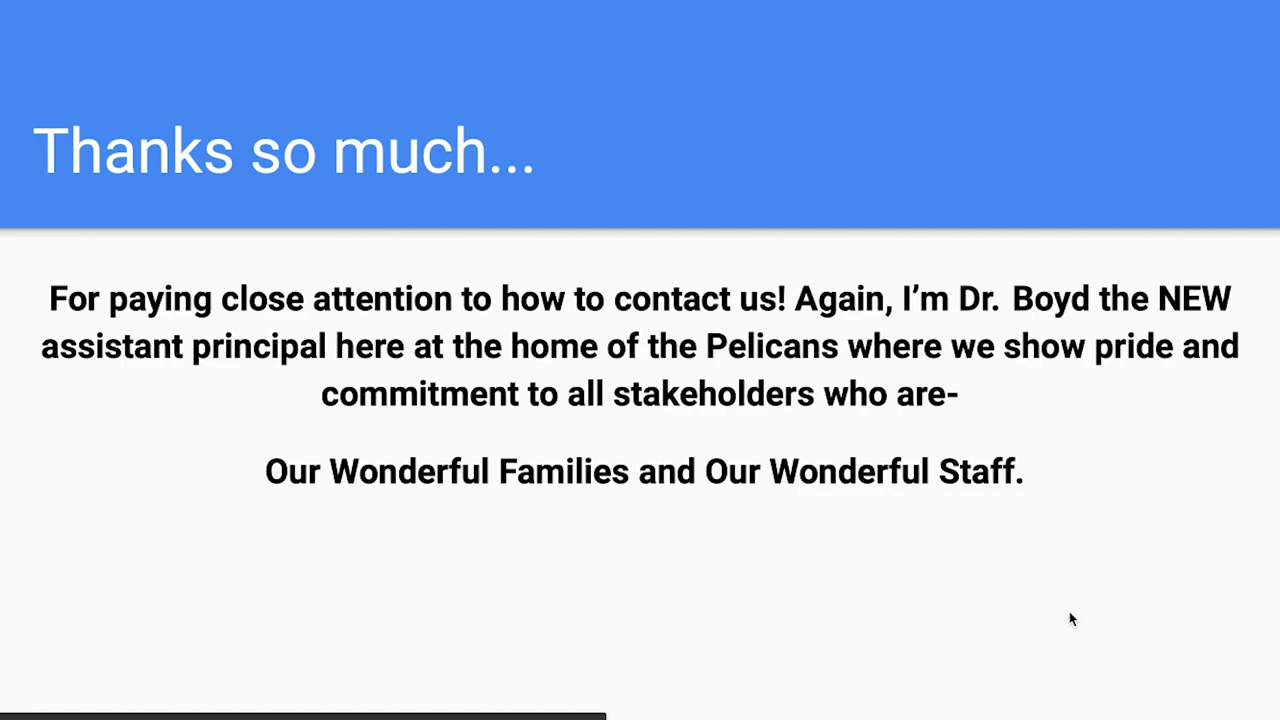 Thanks so much...
For paying close attention to how to contact us! Again, I’m Dr. Boyd the NEW
assistant principal here at the home of the Pelicans where we show pride and
commitment to all stakeholders who are-
Our Wonderful Families and Our Wonderful Staff.